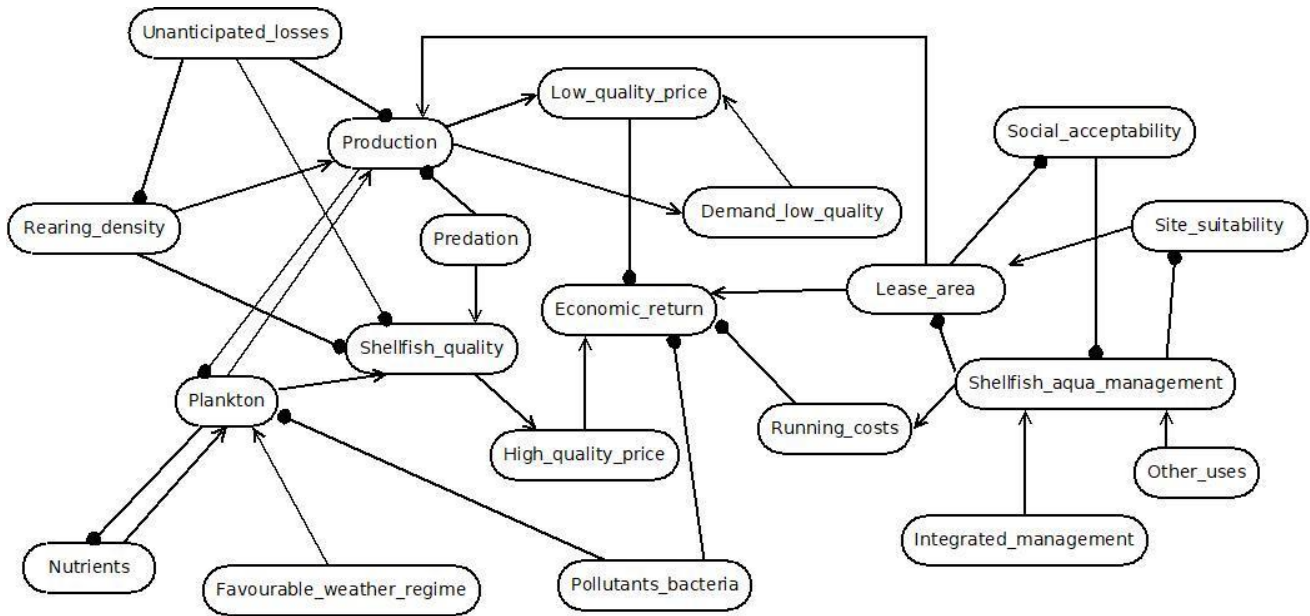 Unanticipated_losses
Low_quality_price
Production
Social_acceptability
Rearing_density
Predation
Demand_low_quality
Site_suitability
Economic_return
Lease_area
Shellfish_quality
Plankton
Shellfish_aqua_management
High_quality_price
Running_costs
Other_uses
Nutrients
Integrated_management
Favourable_weather_regime
Pollutants_bacteria